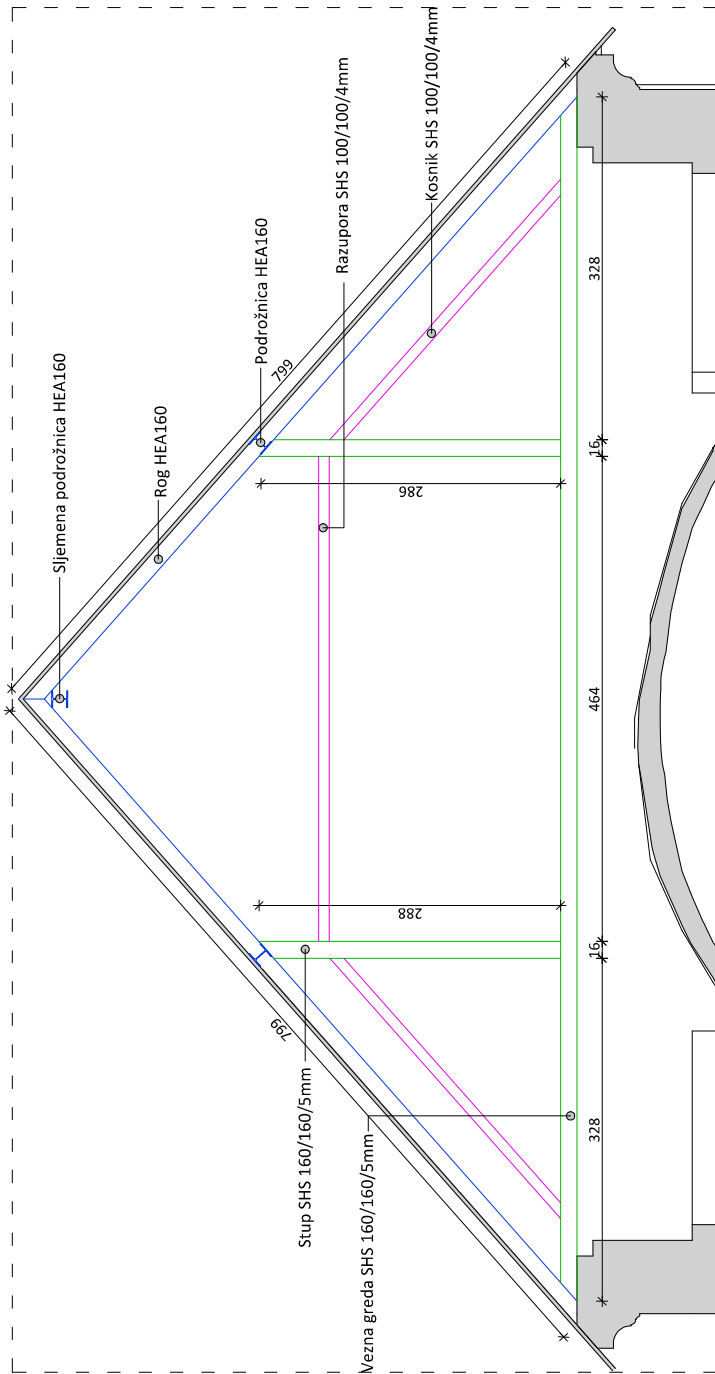 Sljemena podrožnica HEA160
Rog HEA160
Podrožnica HEA160
Razupora SHS 100/100/4mm
Kosnik SHS 100/100/4mm
799
799
286
288
Stup SHS 160/160/5mm
Vezna greda SHS 160/160/5mm
328
16
464
16
328